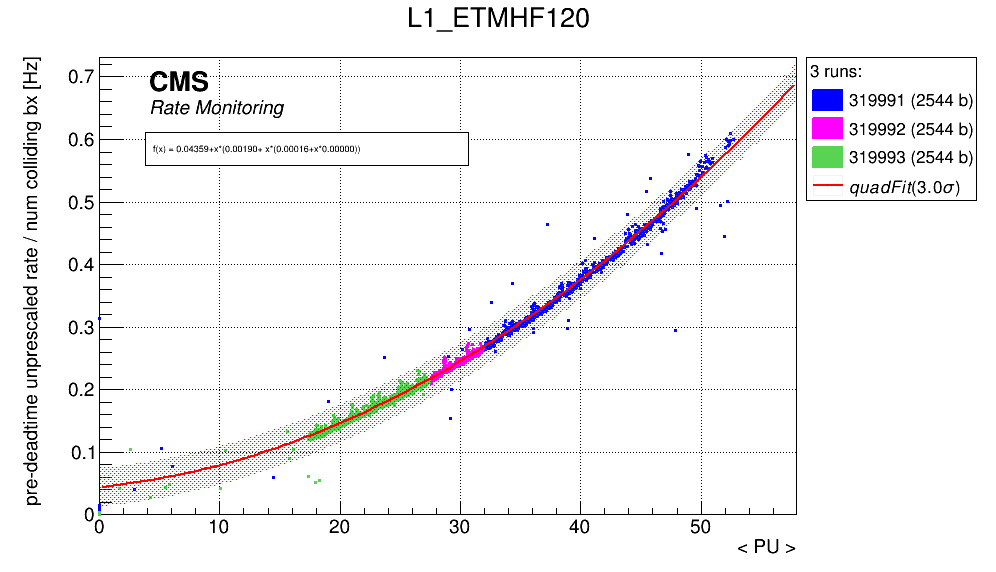 L1_ETMHF120
pre-deadtime unprescaled rate / num colliding bx [Hz]
0.7
0.6
0.5
0.4
0.3
0.2
0.1
0
CMS
Rate Monitoring
f(x) = 0.04359+x*(0.00190+ x*(0.00016+x*0.00000))
3 runs:
319991 (2544 b)
319992 (2544 b)
319993 (2544 b)
quadFit(3.0σ)
0 10 20 30 40 50
< PU >